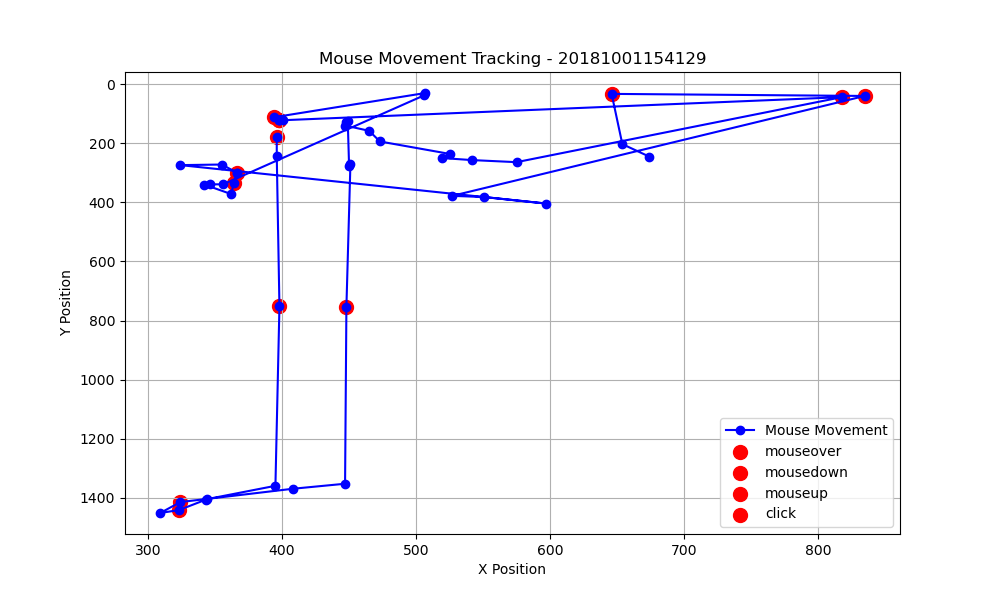 Mouse Movement Tracking - 20181001154129
Y Position
0
200
400
600
800
1000
1200
1400
300
400
500
600
700
800
X Position
Mouse Movement
mouseover
mousedown
mouseup
click